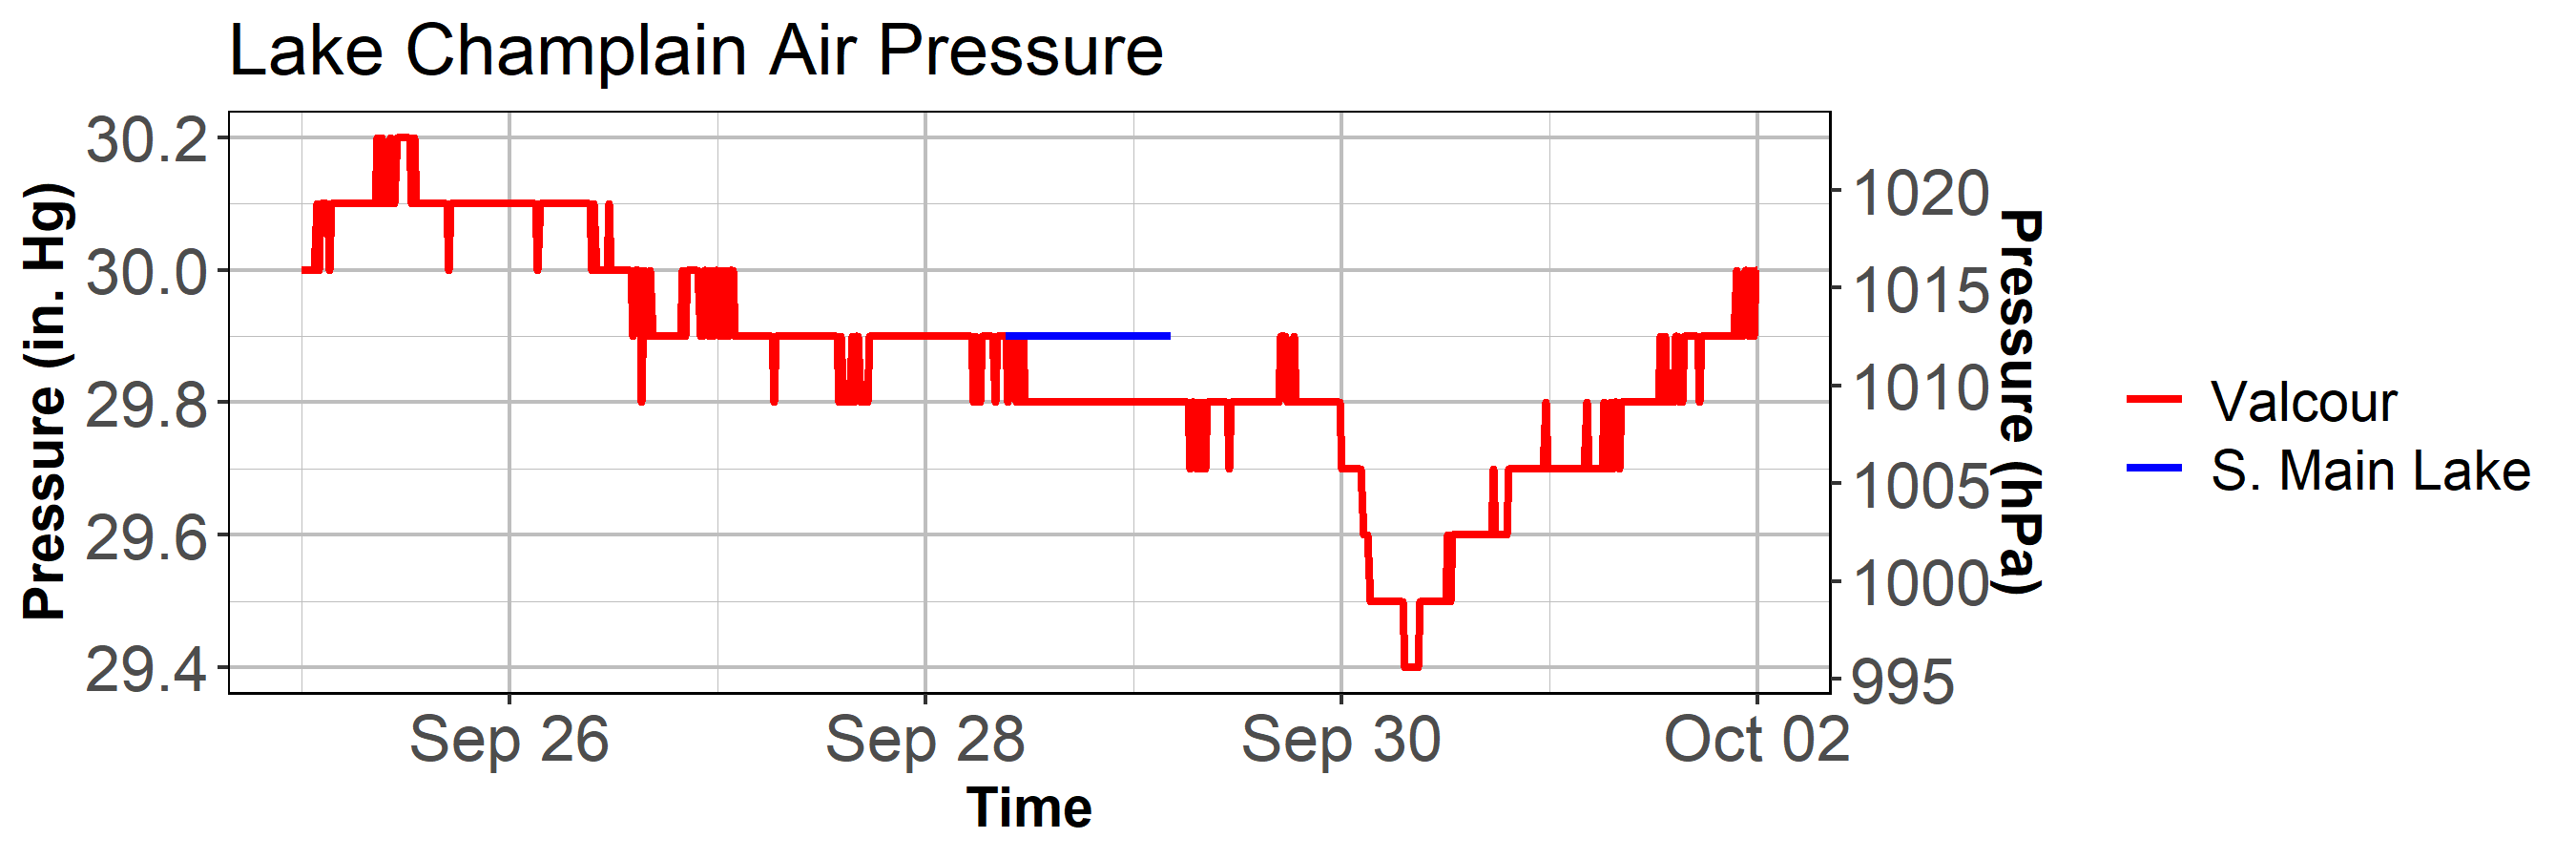 Lake Champlain Air Pressure
Pressure (in. Hg)
30.2
30.0
29.8
29.6
29.4
1020
1015
1010
1005
1000
995
Pressure (hPa)
Sep 26
Sep 28
Sep 30
Oct 02
Time
Valcour
S. Main Lake